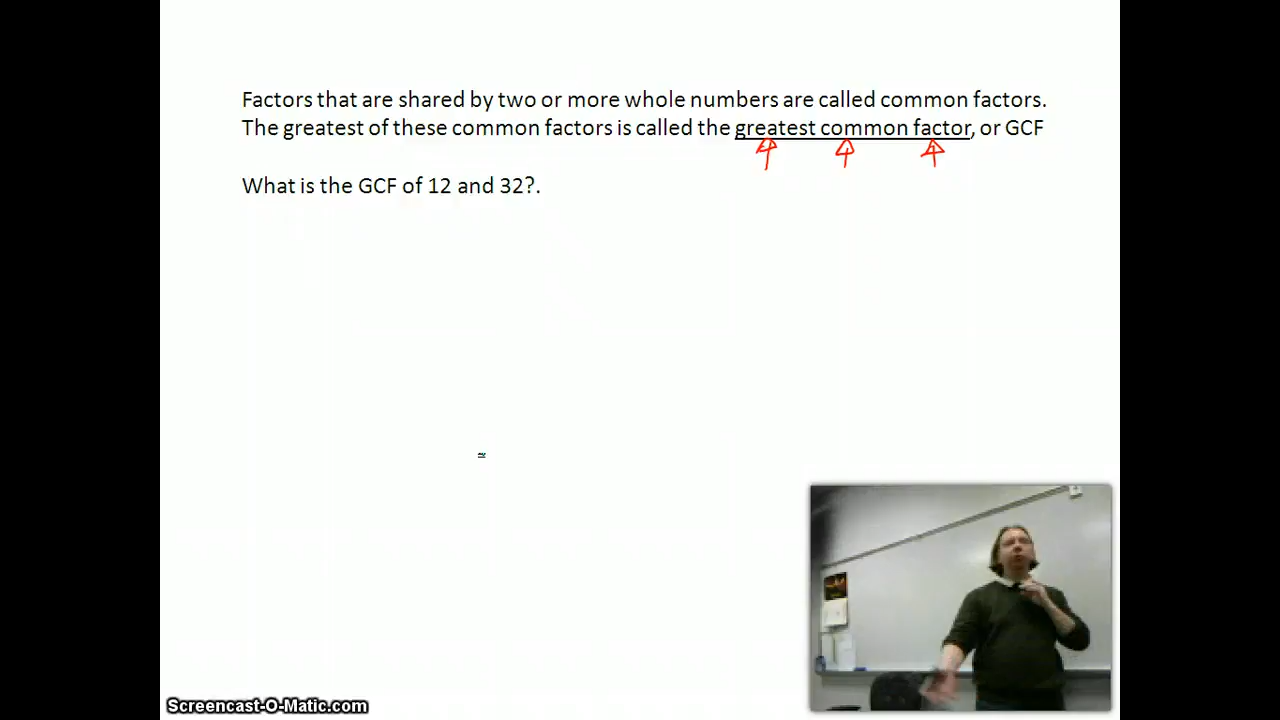 Factors that are shared by two or more whole numbers are called common factors.
The greatest of these common factors is called the greatest common factor, or GCF
What is the GCF of 12 and 32?.
Screencast-O-Matic.com